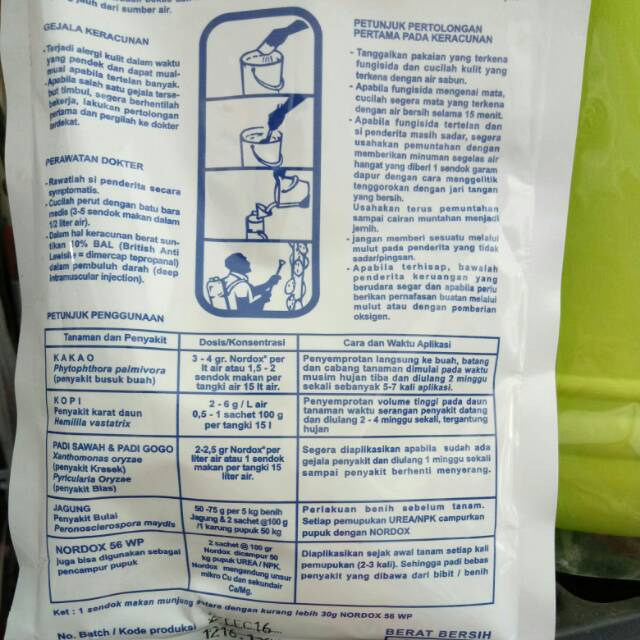 jauh dari sumber air.
GEJALA KERACUNAN
- Terjadi alergi kulit dalam waktu
yang pendek dan dapat mual-
mual apabila tertelan banyak.
- Apabila salah satu gejala terse-
but timbul, segera berhentilah
bekerja, lakukan pertolongan
pertama dan pergilah ke dokter
terdekat.
PERAWATAN DOKTER
- Rawatlah si penderita secara
symptomatis.
- Cucilah perut dengan batu bara
medis (3-5 sendok makan dalam
1/2 liter air).
- Dalam hal keracunan berat sun-
tikan 10% BAL (British Anti
Lewisite = dimercap tepropanal)
dalam pembuluh darah (deep
intramuscular injection).
PETUNJUK PERTOLONGAN
PERTAMA PADA KERACUNAN
- Tanggalkan pakaian yang terkena
fungisida dan cucilah kulit yang
terkena dengan air sabun.
- Apabila fungisida mengenai mata,
cucilah segera mata yang terkena
dengan air bersih selama 15 menit.
- Apabila fungisida tertelan dan
si penderita masih sadar, segera
usahakan pemuntahan dengan
memberikan minuman segelas air
hangat yang diberi 1 sendok garam
dapur dengan cara menggelitik
tenggorokan dengan jari tangan
yang bersih.
Usahakan terus pemuntahan
sampai cairan muntahan menjadi
jernih.
- jangan memberi sesuatu melalui
mulut pada penderita yang tidak
sadar/pingsan.
- Apabila terhisap, bawalah
penderita keruangan yang
berudara segar dan apabila perlu
berikan pernafasan buatan melalui
mulut atau dengan pemberian
oksigen.
PETUNJUK PENGGUNAAN
Tanaman dan Penyakit
Dosis/Konsentrasi
Cara dan Waktu Aplikasi
KAKAO
Phytophthora palmivora
(penyakit busuk buah)
3 - 4 gr. Nordox* per
lt air atau 1,5 - 2
sendok makan per
tangki air 15 lt air.
Penyemprotan langsung ke buah, batang
dan cabang tanaman dimulai pada waktu
musim hujan tiba dan diulang 2 minggu
sekali sebanyak 5-7 kali aplikasi.
KOPI
Penyakit karat daun
Hemillia vastatrix
2 - 6 g / L air
0,5 - 1 sachet 100 g
per tangki 15 l
Penyemprotan volume tinggi pada daun
tanaman waktu serangan penyakit datang
dan diulang 2 - 4 minggu sekali, tergantung
hujan
PADI SAWAH & PADI GOGO
Xanthomonas oryzae
(penyakit Kresek)
Pyricularia Oryzae
(penyakit Blas)
2-2,5 gr Nordox* per
liter air atau 1 sendok
makan per tangki 15
liter air.
Segera diaplikasikan apabila sudah ada
gejala penyakit dan diulang 1 minggu sekali
sampai penyakit berhenti menyerang.
JAGUNG
Penyakit Bulai
Peronosclerospora maydis
50 -75 g per 5 kg benih
Jagung & 2 sachet @100 g
/1 karung pupuk 50 kg
Perlakuan benih sebelum tanam.
Setiap pemupukan UREA/NPK campurkan
pupuk dengan NORDOX
NORDOX 56 WP
juga bisa digunakan sebagai
pencampur pupuk
2 sachet @ 100 gr
Nordox dicampur 50
kg pupuk UREA / NPK.
Nordox mengandung unsur
mikro Cu dan sekundair
Ca/Mg.
Diaplikasikan sejak awal tanam setiap kali
pemupukan (2-3 kali). Sehingga padi bebas
penyakit yang dibawa dari bibit / benih
Ket : 1 sendok makan munjung setara dengan kurang lebih 30g NORDOX 56 WP
No. Batch / Kode produksi
BERAT BERSIH